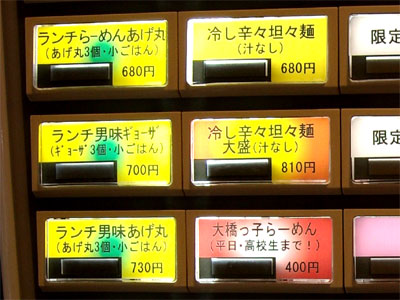 ランチらーめんあげ丸
(あげ丸3個・小ごはん)
680円
冷し辛々坦々麺
(汁なし)
680円
限定
ランチ男味ｷﾞｮｰｻﾞ
(ｷﾞｮｰｻﾞ3個・小ごはん)
700円
冷し辛々坦々麺
大盛(汁なし)
810円
限定
ランチ男味あげ丸
(あげ丸3個・小ごはん)
730円
大橋っ子らーめん
(平日・高校生まで!)
400円